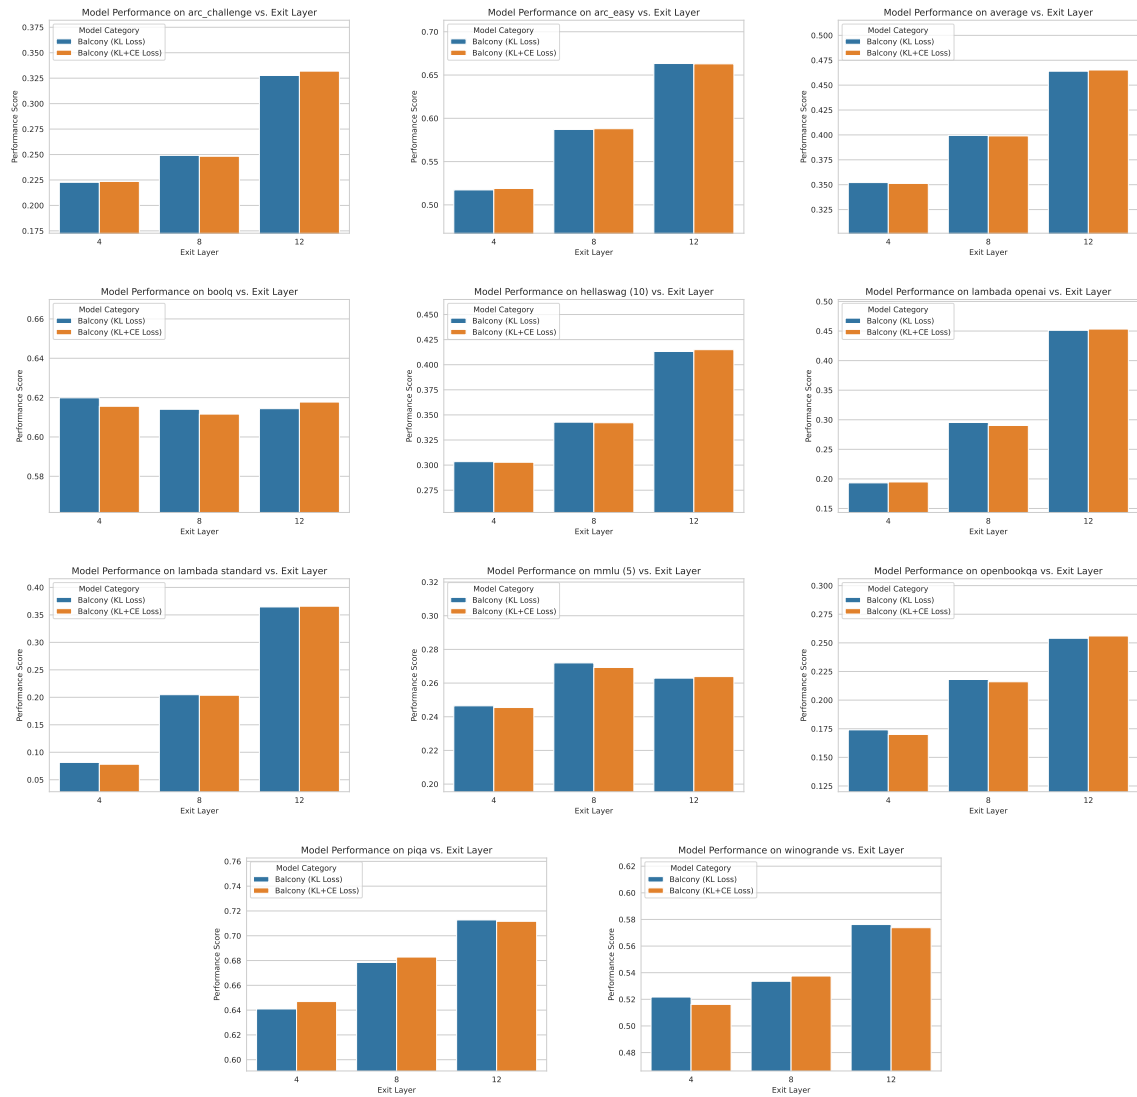 Model Performance on arc_challenge vs. Exit Layer
Performance Score
0.375
0.350
0.325
0.300
0.275
0.250
0.225
0.200
0.175
Model Category
Balcony (KL Loss)
Balcony (KL+CE Loss)
4 8 12
Exit Layer
Model Performance on arc_easy vs. Exit Layer
Performance Score
0.70
0.65
0.60
0.55
0.50
Model Category
Balcony (KL Loss)
Balcony (KL+CE Loss)
4 8 12
Exit Layer
Model Performance on average vs. Exit Layer
Performance Score
0.500
0.475
0.450
0.425
0.400
0.375
0.350
0.325
Model Category
Balcony (KL Loss)
Balcony (KL+CE Loss)
4 8 12
Exit Layer
Model Performance on boolq vs. Exit Layer
Performance Score
0.66
0.64
0.62
0.60
0.58
Model Category
Balcony (KL Loss)
Balcony (KL+CE Loss)
4 8 12
Exit Layer
Model Performance on hellaswag (10) vs. Exit Layer
Performance Score
0.450
0.425
0.400
0.375
0.350
0.325
0.300
0.275
Model Category
Balcony (KL Loss)
Balcony (KL+CE Loss)
4 8 12
Exit Layer
Model Performance on lambada openai vs. Exit Layer
Performance Score
0.50
0.45
0.40
0.35
0.30
0.25
0.20
0.15
Model Category
Balcony (KL Loss)
Balcony (KL+CE Loss)
4 8 12
Exit Layer
Model Performance on lambada standard vs. Exit Layer
Performance Score
0.40
0.35
0.30
0.25
0.20
0.15
0.10
0.05
Model Category
Balcony (KL Loss)
Balcony (KL+CE Loss)
4 8 12
Exit Layer
Model Performance on mmlu (5) vs. Exit Layer
Performance Score
0.32
0.30
0.28
0.26
0.24
0.22
0.20
Model Category
Balcony (KL Loss)
Balcony (KL+CE Loss)
4 8 12
Exit Layer
Model Performance on openbookqa vs. Exit Layer
Performance Score
0.300
0.275
0.250
0.225
0.200
0.175
0.150
0.125
Model Category
Balcony (KL Loss)
Balcony (KL+CE Loss)
4 8 12
Exit Layer
Model Performance on piqa vs. Exit Layer
Performance Score
0.76
0.74
0.72
0.70
0.68
0.66
0.64
0.62
0.60
Model Category
Balcony (KL Loss)
Balcony (KL+CE Loss)
4 8 12
Exit Layer
Model Performance on winogrande vs. Exit Layer
Performance Score
0.62
0.60
0.58
0.56
0.54
0.52
0.50
0.48
Model Category
Balcony (KL Loss)
Balcony (KL+CE Loss)
4 8 12
Exit Layer